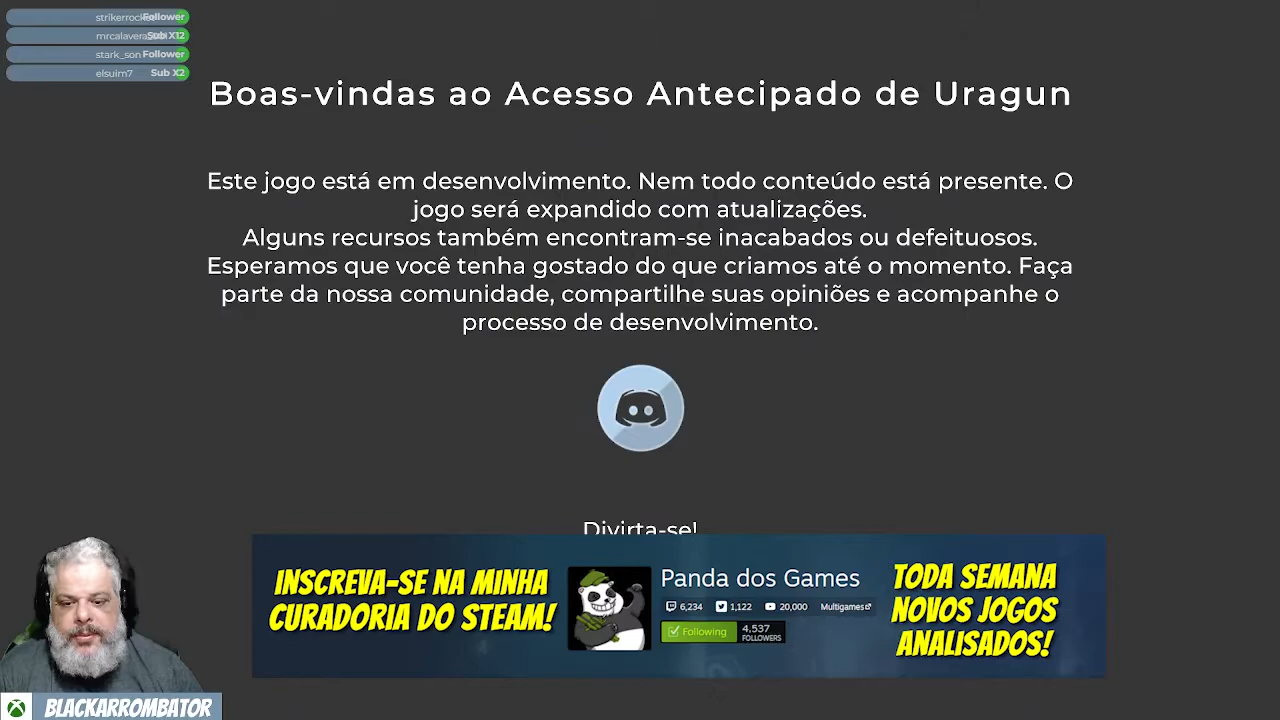 strikerrocket Follower
Sub X12
stark_son Follower
elsuim7 Sub X2
Boas-vindas ao Acesso Antecipado de Uragun
Este jogo está em desenvolvimento. Nem todo conteúdo está presente. O
jogo será expandido com atualizações.
Alguns recursos também encontram-se inacabados ou defeituosos.
Esperamos que você tenha gostado do que criamos até o momento. Faça
parte da nossa comunidade, compartilhe suas opiniões e acompanhe o
processo de desenvolvimento.
Divirta-se!
INSCREVA-SE NA MINHA
CURADORIA DO STEAM!
Panda dos Games
6,234 1,122 20,000 Multigames
Following 4,537
FOLLOWERS
TODA SEMANA
NOVOS JOGOS
ANALISADOS!
BLACKARROMBATOR